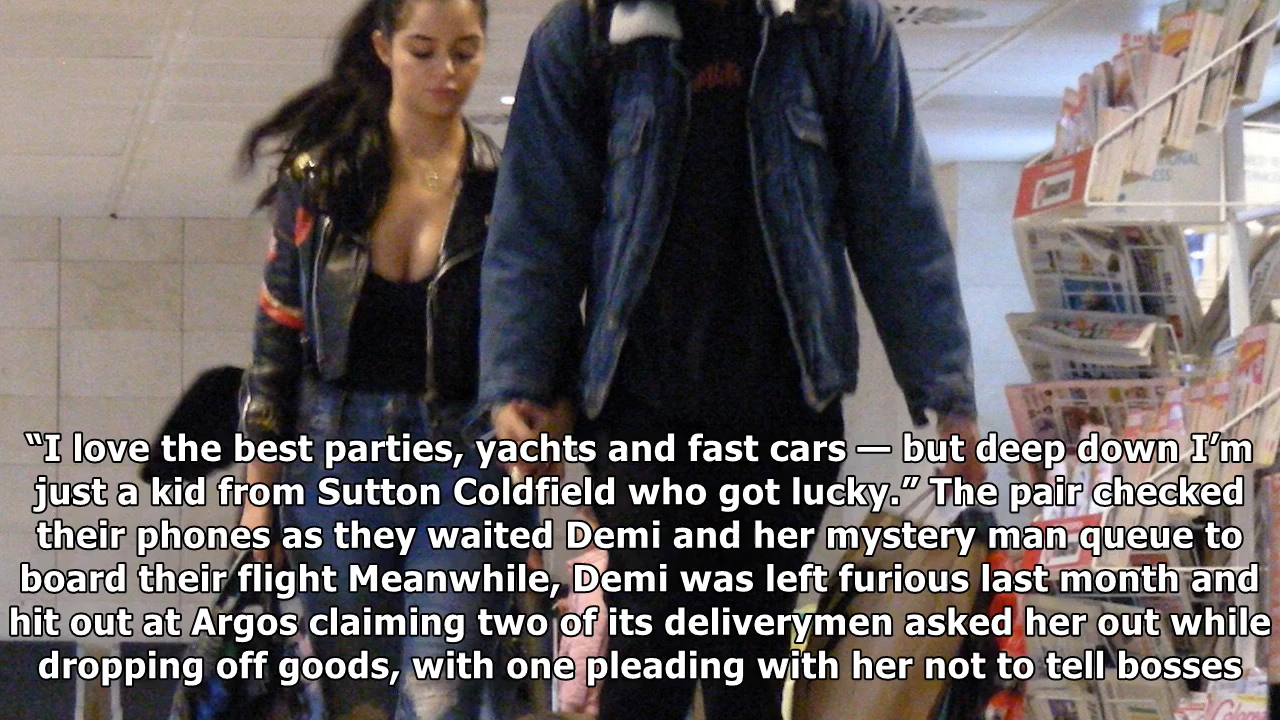 “I love the best parties, yachts and fast cars — but deep down I’m
just a kid from Sutton Coldfield who got lucky.” The pair checked
their phones as they waited Demi and her mystery man queue to
board their flight Meanwhile, Demi was left furious last month and
hit out at Argos claiming two of its deliverymen asked her out while
dropping off goods, with one pleading with her not to tell bosses